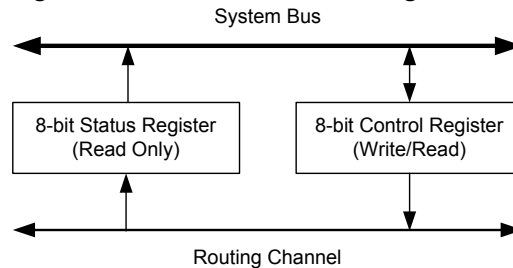 System Bus
8-bit Status Register
(Read Only)
8-bit Control Register
(Write/Read)
Routing Channel